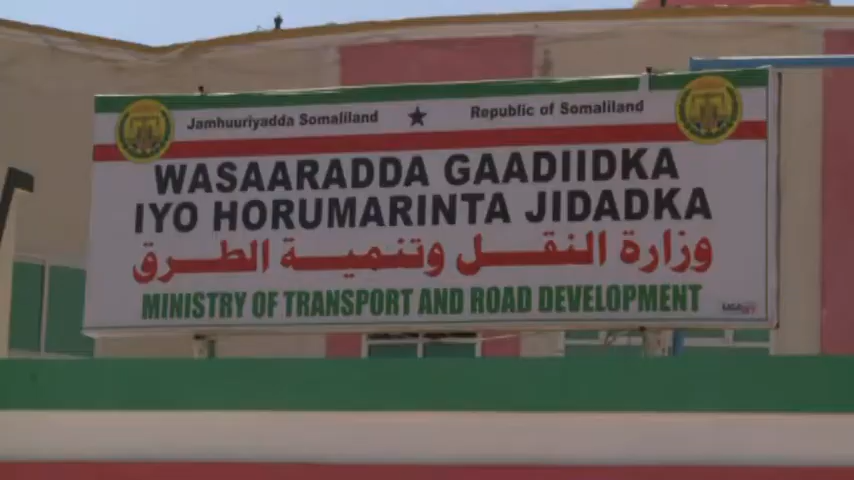 Jamhuuriyadda Somaliland ★ Republic of Somaliland
WASAARADDA GAADIIDKA
IYO HORUMARINTA JIDADKA
وزارة النقل وتنمية الطرق
MINISTRY OF TRANSPORT AND ROAD DEVELOPMENT